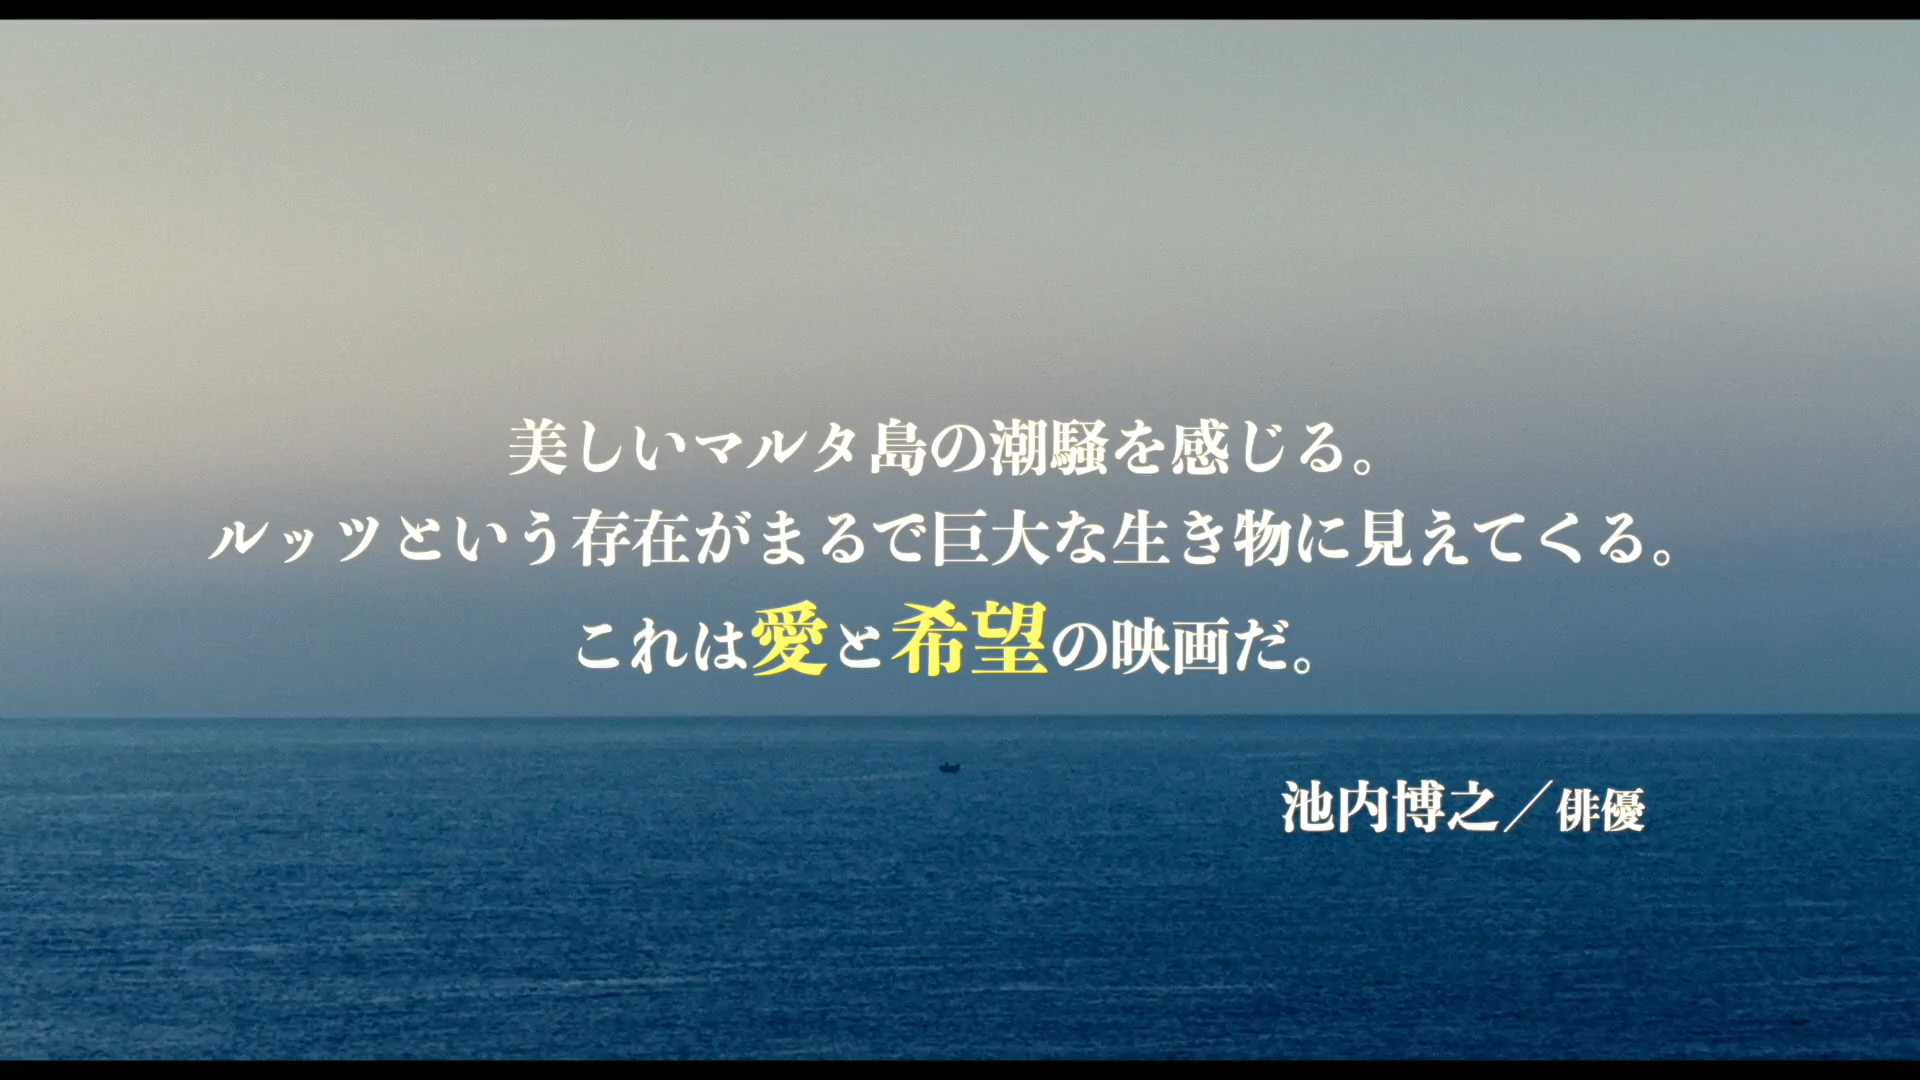 美しいマルタ島の潮騒を感じる。
ルッツという存在がまるで巨大な生き物に見えてくる。
これは愛と希望の映画だ。
池内博之／俳優